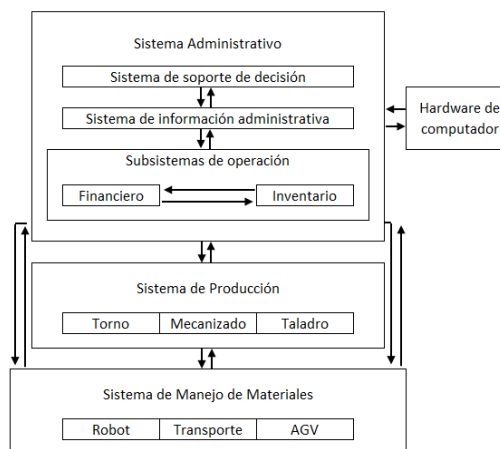 Sistema Administrativo
Sistema de soporte de decisión
Sistema de información administrativa
Hardware de
computador
Subsistemas de operación
Financiero
Inventario
Sistema de Producción
Torno
Mecanizado
Taladro
Sistema de Manejo de Materiales
Robot
Transporte
AGV